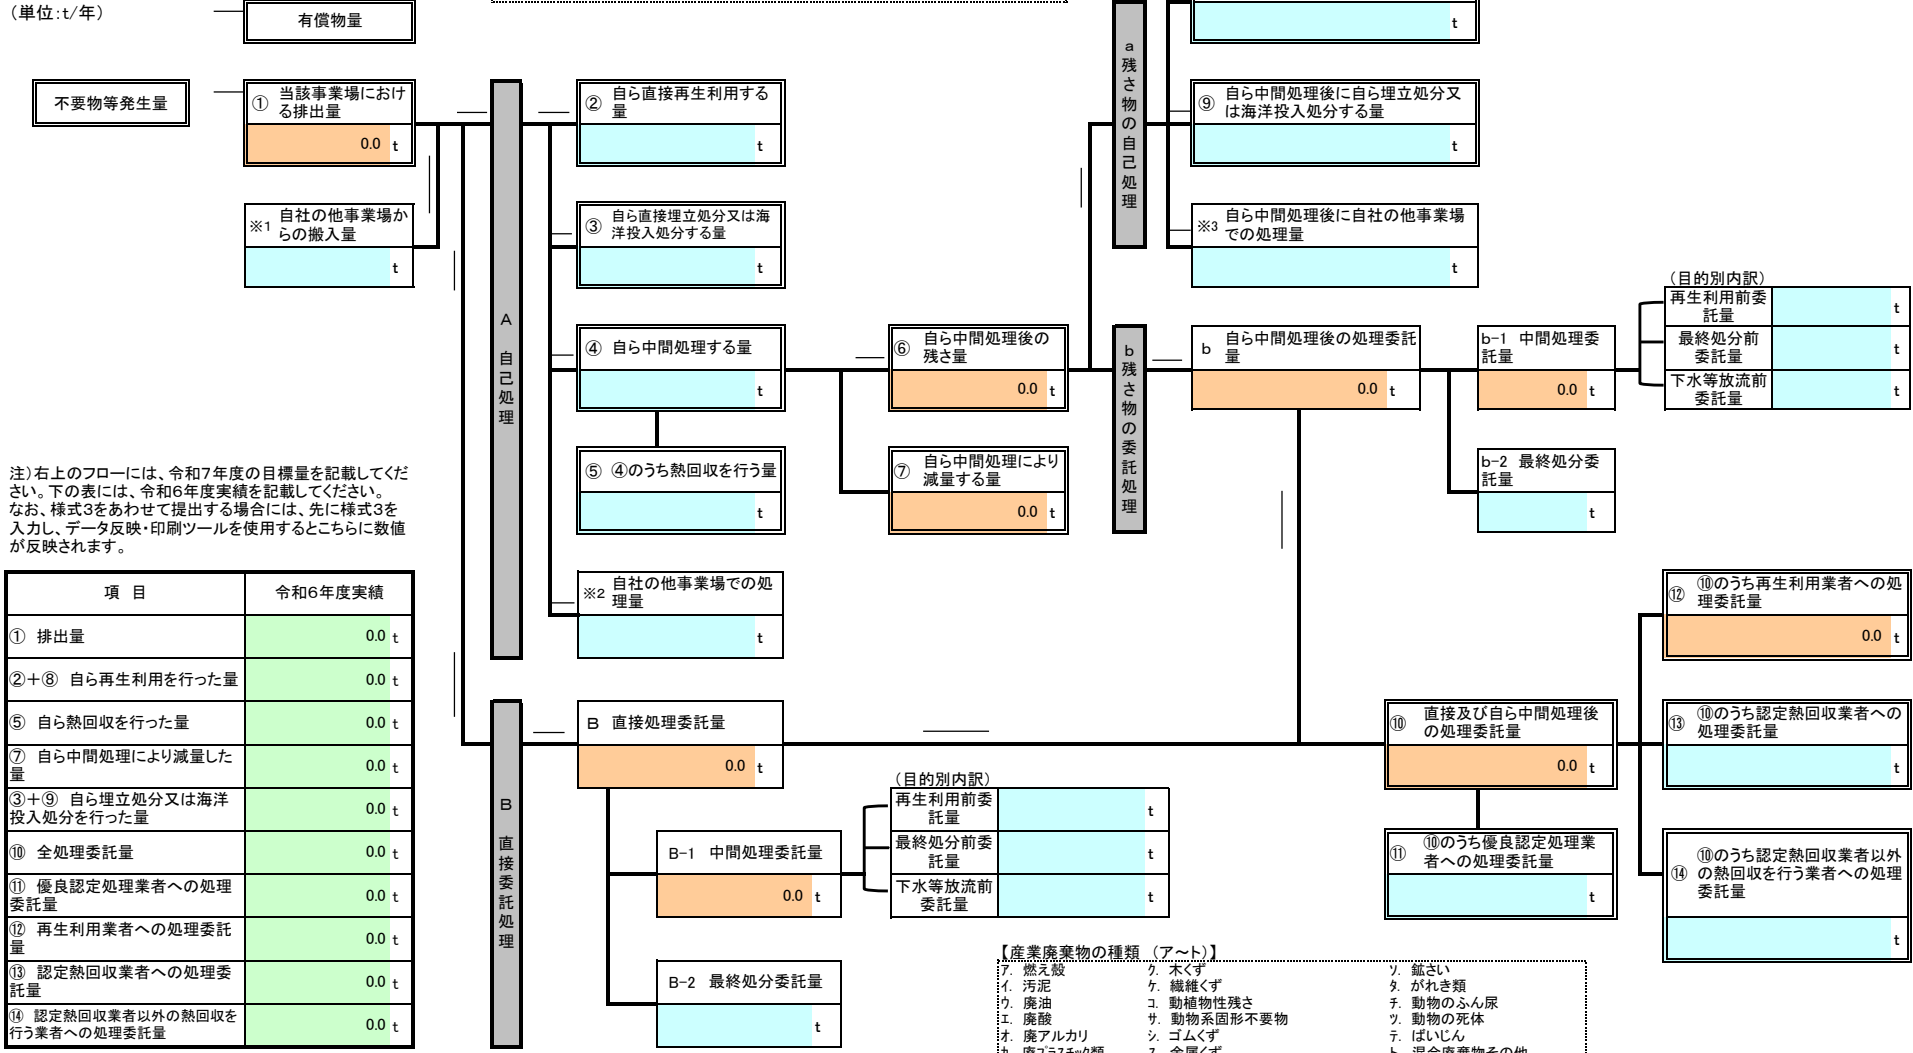 (単位:t/年)
有償物量
t
不要物等発生量
① 当該事業場におけ
る排出量
0.0 t
② 自ら直接再生利用する
量
t
a
残さ物の自己処理
⑨ 自ら中間処理後に自ら埋立処分又
は海洋投入処分する量
t
※1 自社の他事業場か
らの搬入量
t
③ 自ら直接埋立処分又は海
洋投入処分する量
t
※3 自ら中間処理後に自社の他事業場
での処理量
t
A
自己処理
④ 自ら中間処理する量
t
⑥ 自ら中間処理後の
残さ量
0.0 t
b
残さ物の委託処理
b 自ら中間処理後の処理委託
量
0.0 t
b-1 中間処理委
託量
0.0 t
(目的別内訳)
再生利用前委
託量
t
最終処分前
委託量
t
下水等放流前
委託量
t
⑤ ④のうち熱回収を行う量
t
⑦ 自ら中間処理により
減量する量
0.0 t
b-2 最終処分委
託量
t
注)右上のフローには、令和7年度の目標量を記載してくだ
さい。下の表には、令和6年度実績を記載してください。
なお、様式3をあわせて提出する場合には、先に様式3を
入力し、データ反映・印刷ツールを使用するとこちらに数値
が反映されます。
※2 自社の他事業場での処
理量
t
項 目 令和6年度実績
① 排出量 0.0 t
②+⑧ 自ら再生利用を行った量 0.0 t
⑤ 自ら熱回収を行った量 0.0 t
⑦ 自ら中間処理により減量した
量 0.0 t
③+⑨ 自ら埋立処分又は海洋
投入処分を行った量 0.0 t
⑩ 全処理委託量 0.0 t
⑪ 優良認定処理業者への処理
委託量 0.0 t
⑫ 再生利用業者への処理委託
量 0.0 t
⑬ 認定熱回収業者への処理委
託量 0.0 t
⑭ 認定熱回収業者以外の熱回収を
行う業者への処理委託量 0.0 t
B
直接委託処理
B 直接処理委託量
0.0 t
(目的別内訳)
再生利用前委
託量
t
最終処分前委
託量
t
下水等放流前
委託量
t
B-1 中間処理委託量
0.0 t
B-2 最終処分委託量
t
⑩ 直接及び自ら中間処理後
の処理委託量
0.0 t
⑪ ⑩のうち優良認定処理業
者への処理委託量
t
⑫ ⑩のうち再生利用業者への処
理委託量
0.0 t
⑬ ⑩のうち認定熱回収業者への
処理委託量
t
⑭ ⑩のうち認定熱回収業者以外
の熱回収を行う業者への処理
委託量
t
【産業廃棄物の種類 (ア~ト)】
ア. 燃え殻 ク. 木くず ソ. 鉱さい
イ. 汚泥 ケ. 繊維くず タ. がれき類
ウ. 廃油 コ. 動植物性残さ チ. 動物のふん尿
エ. 廃酸 サ. 動物系固形不要物 ツ. 動物の死体
オ. 廃アルカリ シ. ゴムくず テ. ばいじん
カ. 廃プラスチック類 ス. 金属くず ト. 混合廃棄物その他